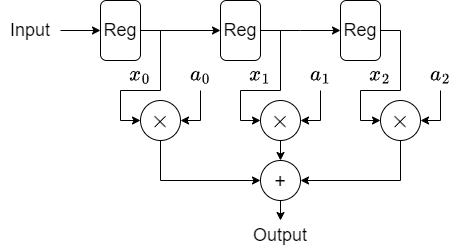 Input Reg Reg Reg
x₀ a₀ x₁ a₁ x₂ a₂
× × ×
+
Output